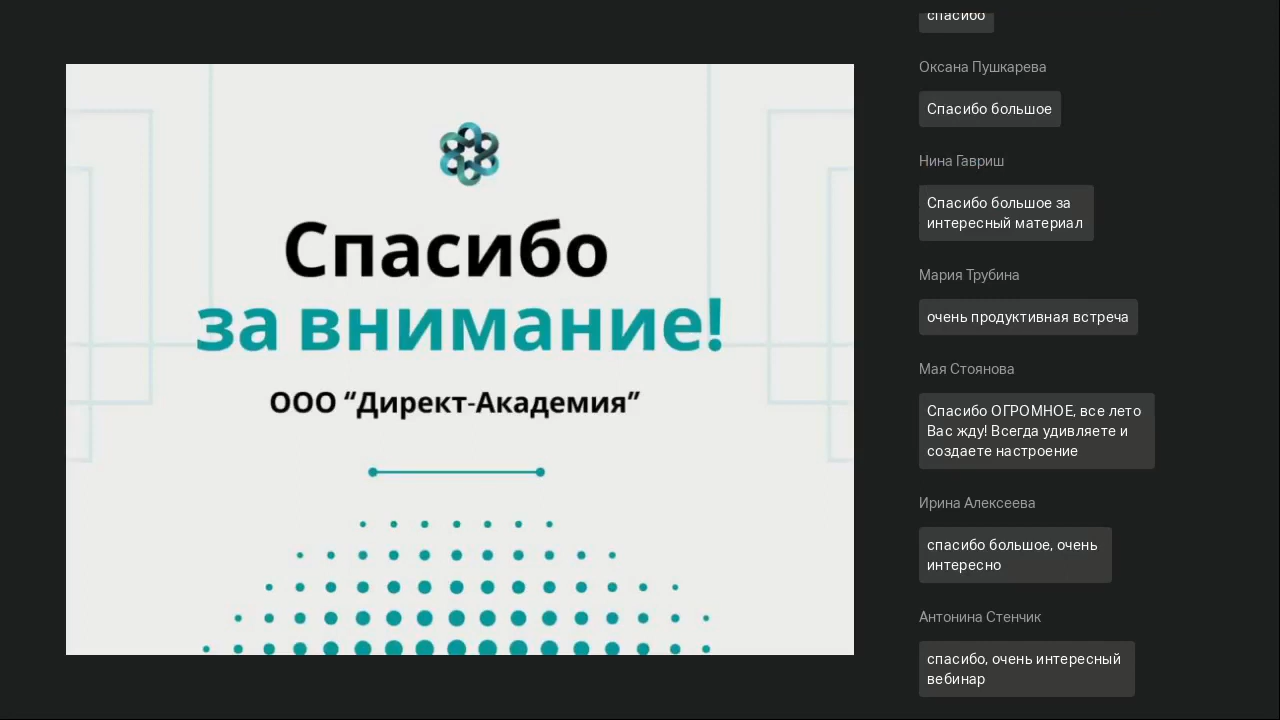 Спасибо
за внимание!
ООО “Директ-Академия”
спасибо
Оксана Пушкарева
Спасибо большое
Нина Гавриш
Спасибо большое за
интересный материал
Мария Трубина
очень продуктивная встреча
Мая Стоянова
Спасибо ОГРОМНОЕ, все лето
Вас жду! Всегда удивляете и
создаете настроение
Ирина Алексеева
спасибо большое, очень
интересно
Антонина Стенчик
спасибо, очень интересный
вебинар